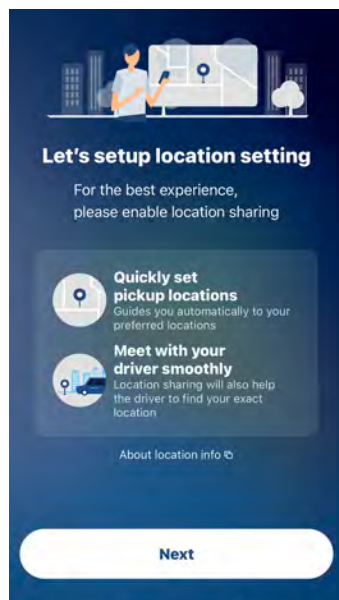 Let's setup location setting
For the best experience,
please enable location sharing
Quickly set
pickup locations
Guides you automatically to your
preferred locations
Meet with your
driver smoothly
Location sharing will also help
the driver to find your exact
location
About location info
Next